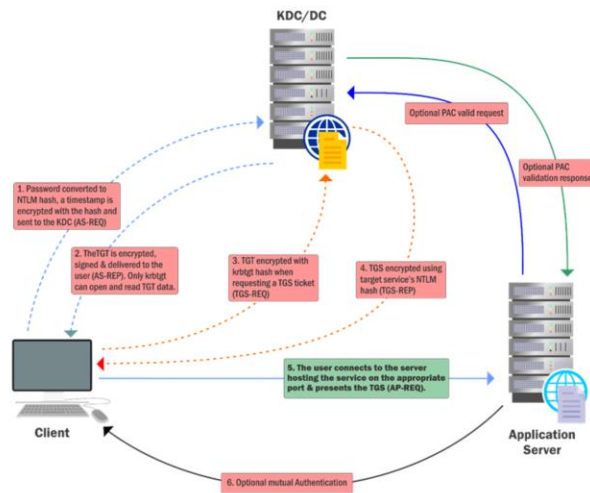 KDC/DC
Optional PAC valid request
Optional PAC
validation response
1. Password converted to
NTLM hash, a timestamp is
encrypted with the hash and
sent to the KDC (AS-REQ)
2. TheTGT is encrypted,
signed & delivered to the
user (AS-REP). Only krbtgt
can open and read TGT data.
3. TGT encrypted with
krbtgt hash when
requesting a TGS ticket
(TGS-REQ)
4. TGS encrypted using
target service's NTLM
hash (TGS-REP)
5. The user connects to the server
hosting the service on the appropriate
port & presents the TGS (AP-REQ).
Client
Application
Server
6. Optional mutual Authentication